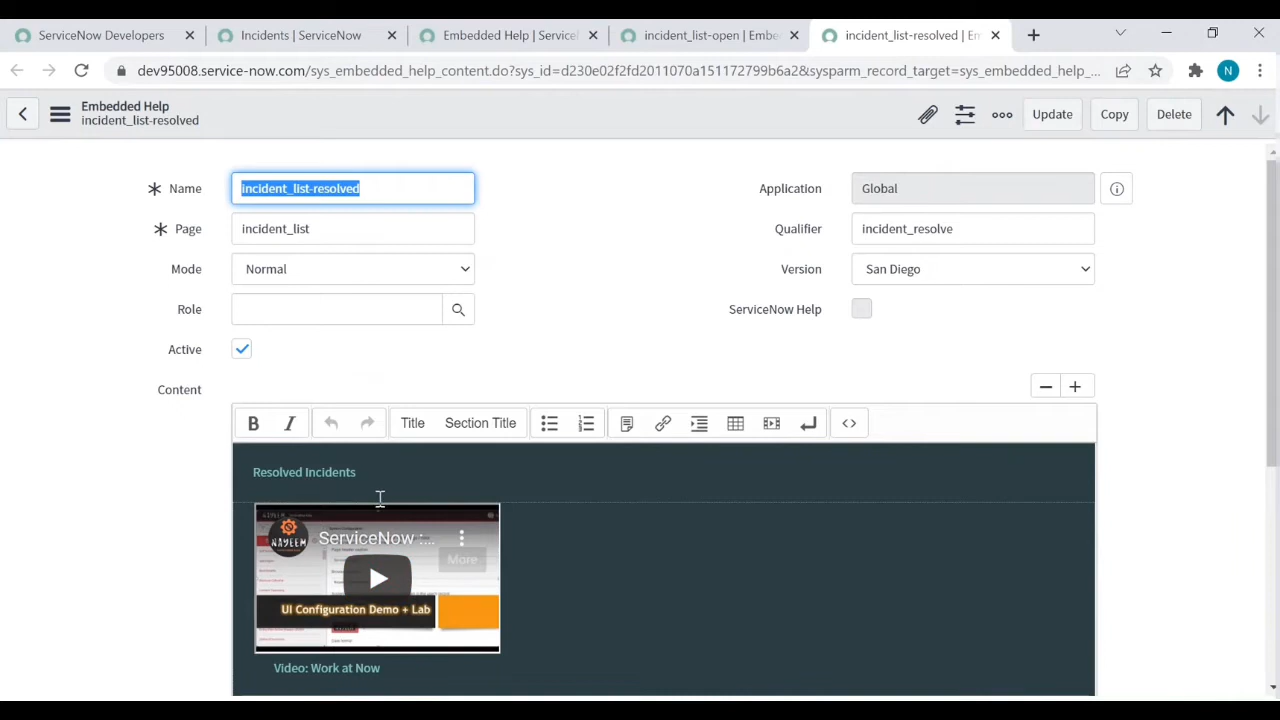 ServiceNow Developers
Incidents | ServiceNow
Embedded Help | Service
incident_list-open | Embe
incident_list-resolved | Em
dev95008.service-now.com/sys_embedded_help_content.do?sys_id=d230e02f2fd2011070a151172799b6a2&sysparm_record_target=sys_embedded_help_...
N
Embedded Help
incident_list-resolved
Update
Copy
Delete
Name
incident_list-resolved
Application
Global
Page
incident_list
Qualifier
incident_resolve
Mode
Normal
Version
San Diego
Role
ServiceNow Help
Active
Content
B I
Title
Section Title
Resolved Incidents
NAYEEM
ServiceNow :...
More
UI Configuration Demo + Lab
Video: Work at Now